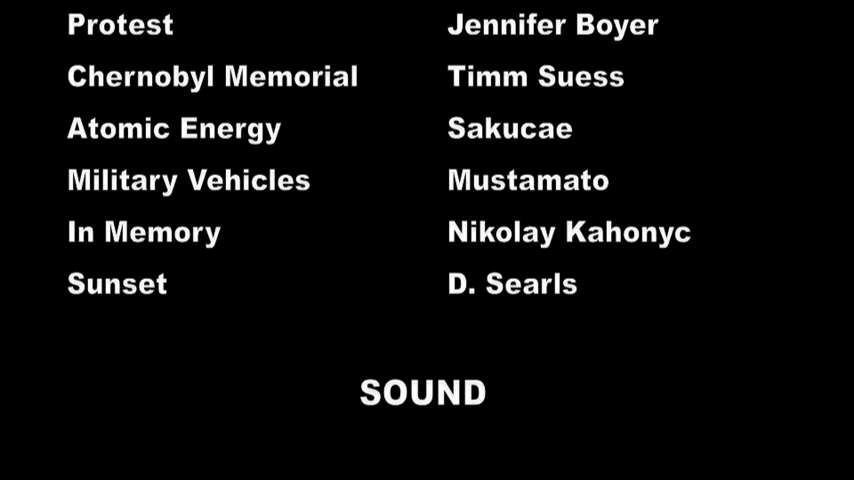 Protest Jennifer Boyer
Chernobyl Memorial Timm Suess
Atomic Energy Sakucae
Military Vehicles Mustamato
In Memory Nikolay Kahonyc
Sunset D. Searls
SOUND